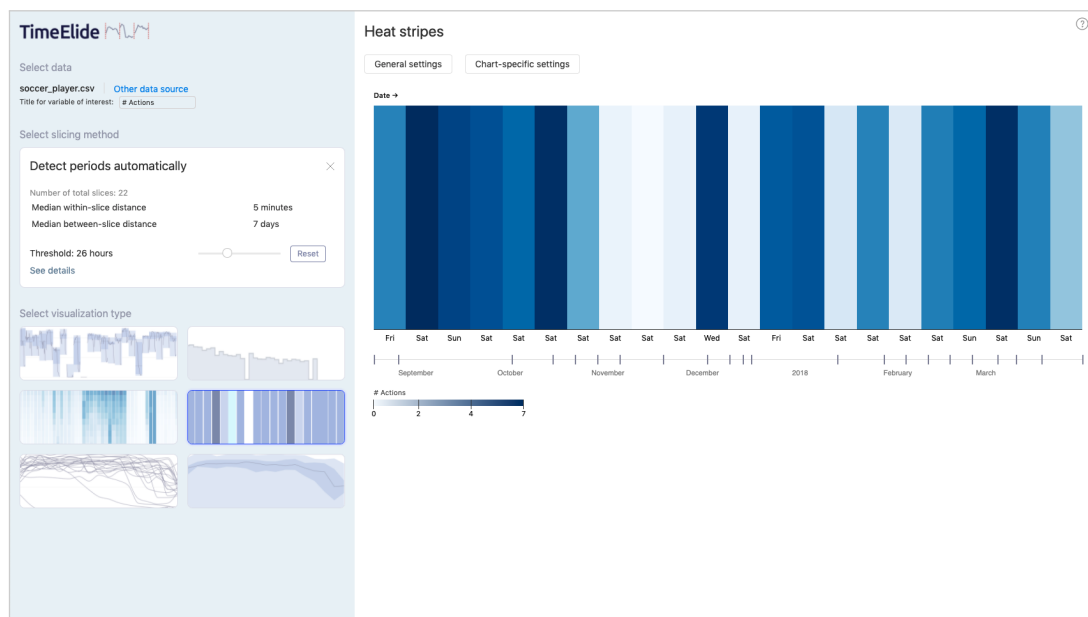 TimeElide
Select data
soccer_player.csv Other data source
Title for variable of interest: # Actions
Select slicing method
Detect periods automatically
Number of total slices: 22
Median within-slice distance 5 minutes
Median between-slice distance 7 days
Threshold: 26 hours Reset
See details
Select visualization type
Heat stripes
?
General settings Chart-specific settings
Date →
Fri Sat Sun Sat Sat Sat Sat Sat Sat Sat Wed Sat Fri Sat Sat Sat Sat Sat Sun Sat Sun Sat
September October November December 2018 February March
# Actions
0 2 4 7